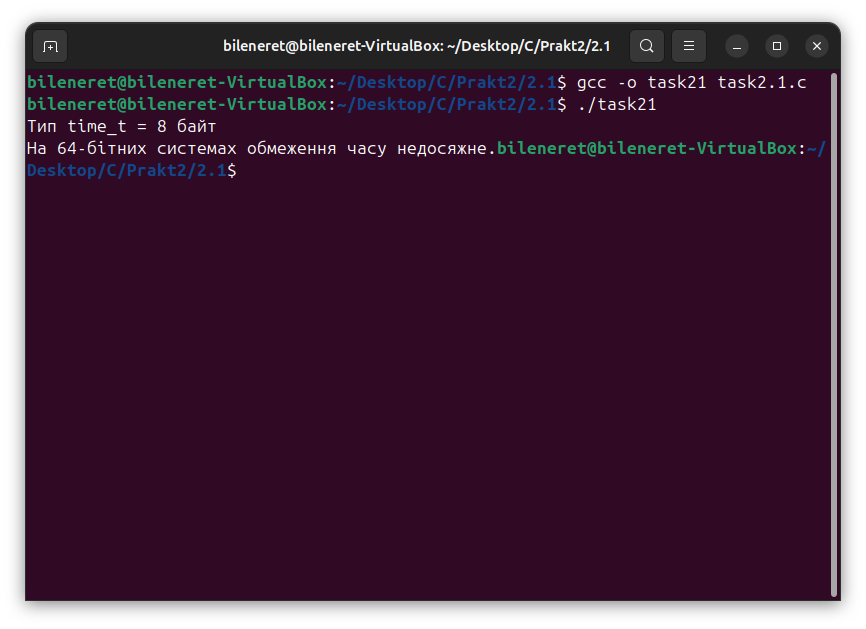 bileneret@bileneret-VirtualBox: ~/Desktop/C/Prakt2/2.1
bileneret@bileneret-VirtualBox:~/Desktop/C/Prakt2/2.1$ gcc -o task21 task2.1.c
bileneret@bileneret-VirtualBox:~/Desktop/C/Prakt2/2.1$ ./task21
Тип time_t = 8 байт
На 64-бітних системах обмеження часу недосяжне.bileneret@bileneret-VirtualBox:~/
Desktop/C/Prakt2/2.1$